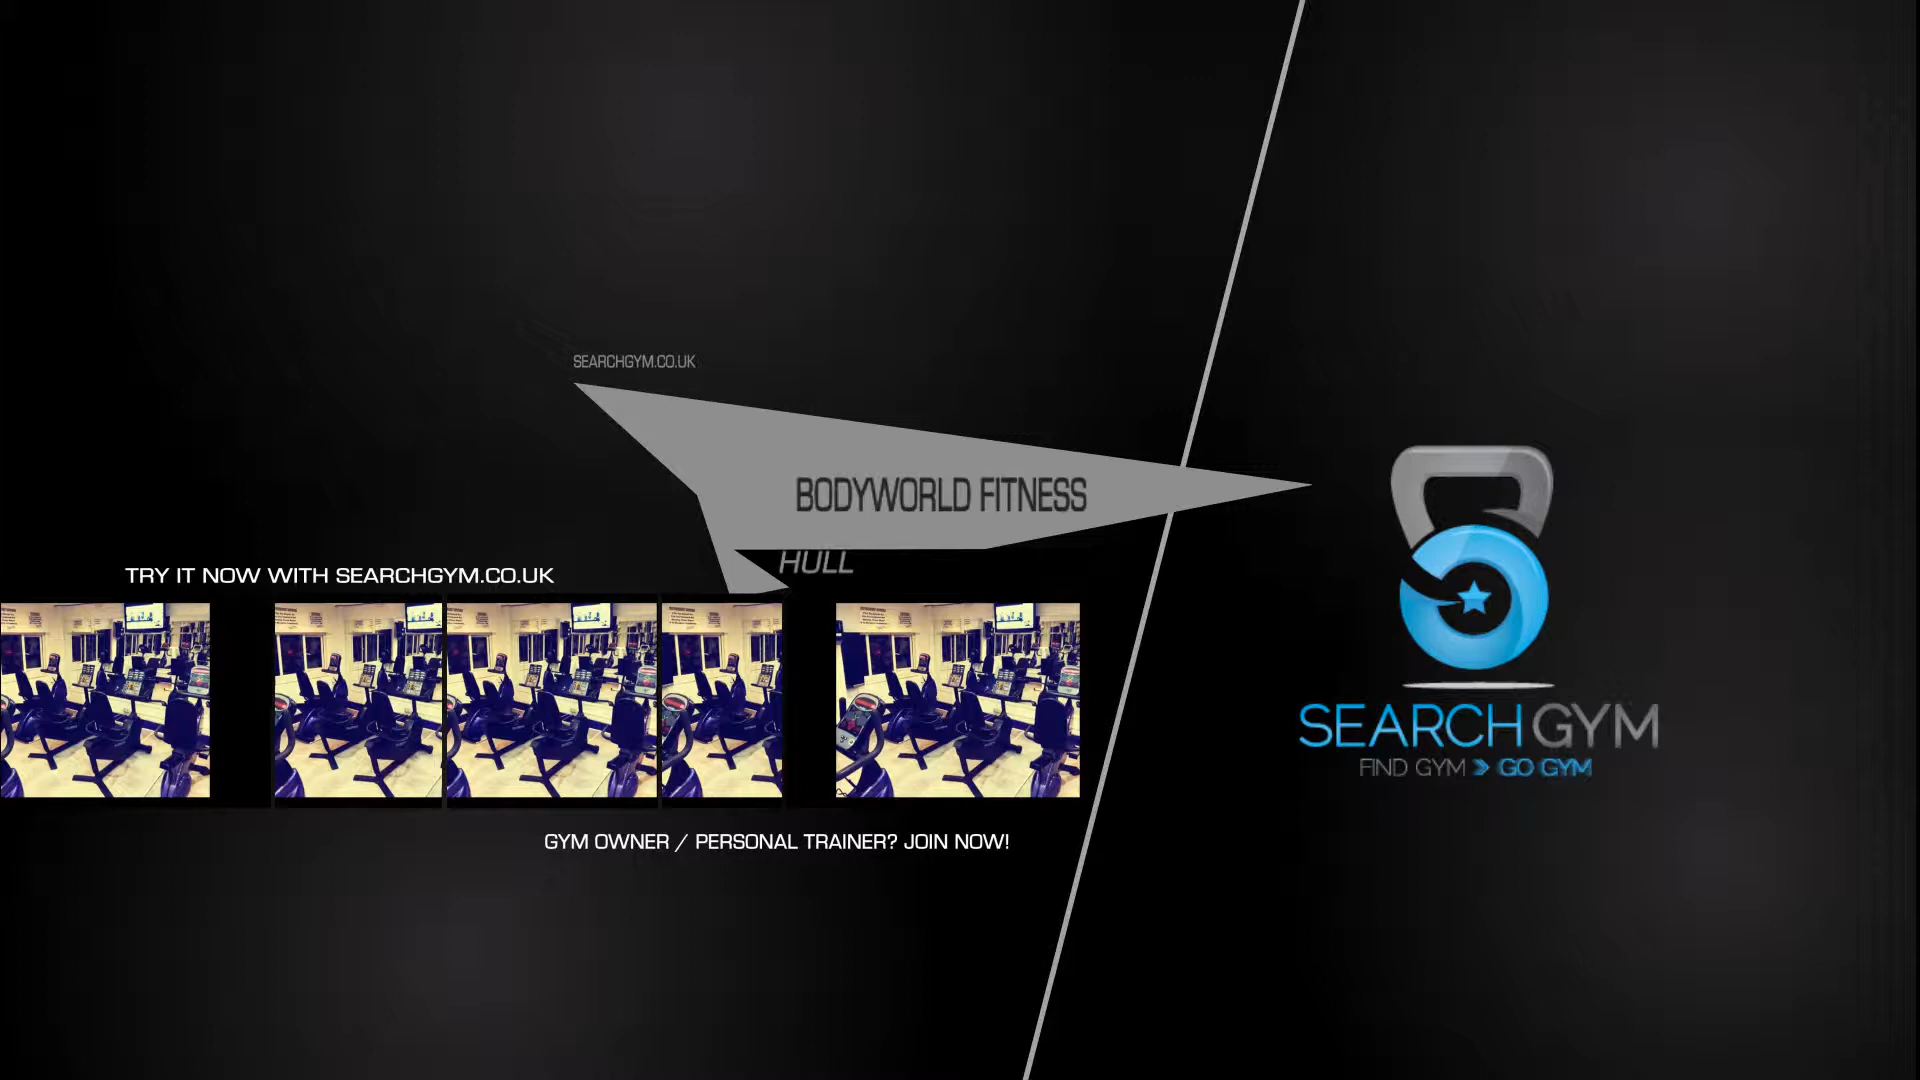 SEARCHGYM.CO.UK
BODYWORLD FITNESS
HULL
TRY IT NOW WITH SEARCHGYM.CO.UK
GYM OWNER / PERSONAL TRAINER? JOIN NOW!
SEARCH GYM
FIND GYM » GO GYM